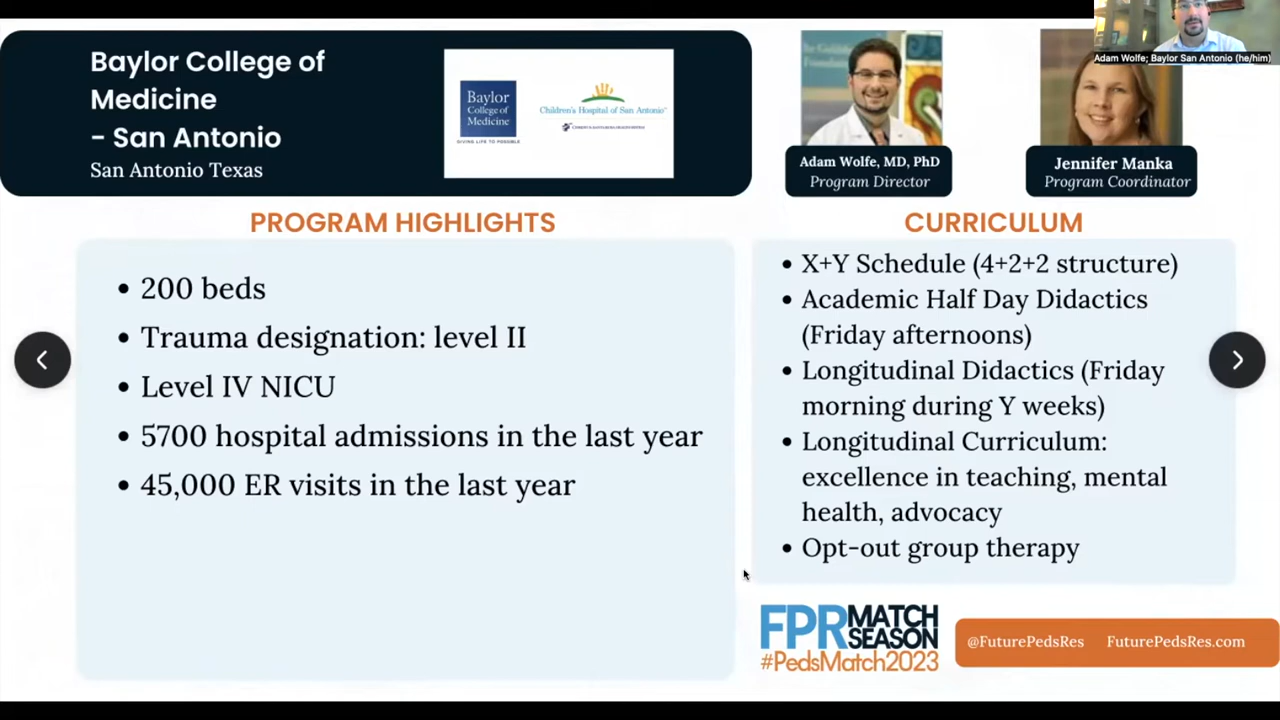 Baylor College of
Medicine
- San Antonio
San Antonio Texas
Baylor
College of
Medicine
GIVING LIFE TO POSSIBLE
Children's Hospital of San Antonio
Adam Wolfe, MD, PhD
Program Director
Jennifer Manka
Program Coordinator
Adam Wolfe; Baylor San Antonio (he/him)
PROGRAM HIGHLIGHTS
• 200 beds
• Trauma designation: level II
• Level IV NICU
• 5700 hospital admissions in the last year
• 45,000 ER visits in the last year
CURRICULUM
• X+Y Schedule (4+2+2 structure)
• Academic Half Day Didactics
(Friday afternoons)
• Longitudinal Didactics (Friday
morning during Y weeks)
• Longitudinal Curriculum:
excellence in teaching, mental
health, advocacy
• Opt-out group therapy
FPR MATCH
SEASON
#PedsMatch2023
@FuturePedsRes FuturePedsRes.com